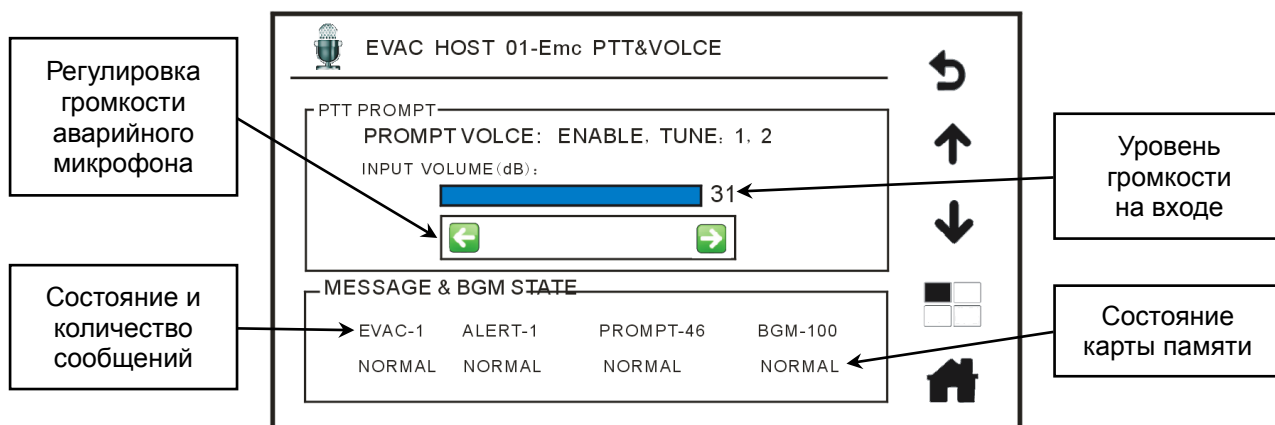 Регулировка
громкости
аварийного
микрофона
Состояние и
количество
сообщений
EVAC HOST 01-Emc PTT&VOLCE
PTT PROMPT
PROMPT VOLCE: ENABLE, TUNE: 1, 2
INPUT VOLUME(dB):
31
MESSAGE & BGM STATE
EVAC-1 ALERT-1 PROMPT-46 BGM-100
NORMAL NORMAL NORMAL NORMAL
Уровень
громкости
на входе
Состояние
карты памяти